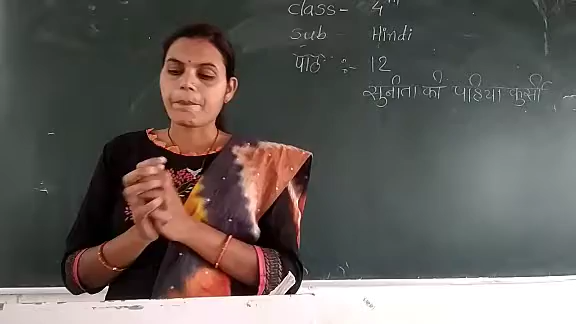 Class - 4th
Sub - Hindi
पाठ :- 12
सुनीता की पहिया कुर्सी